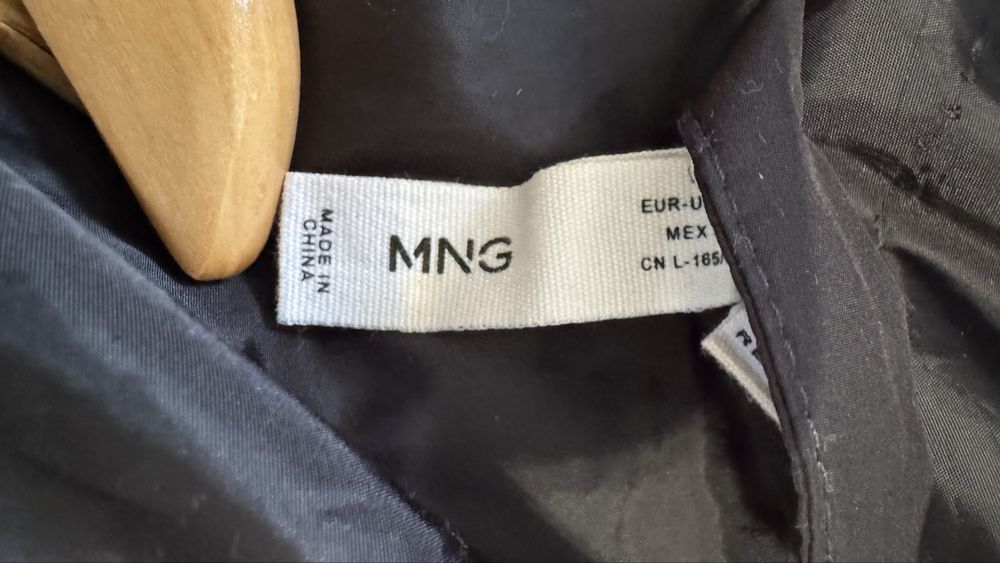 MADE IN
CHINA
MNG
EUR-U
MEX
CN L-165/